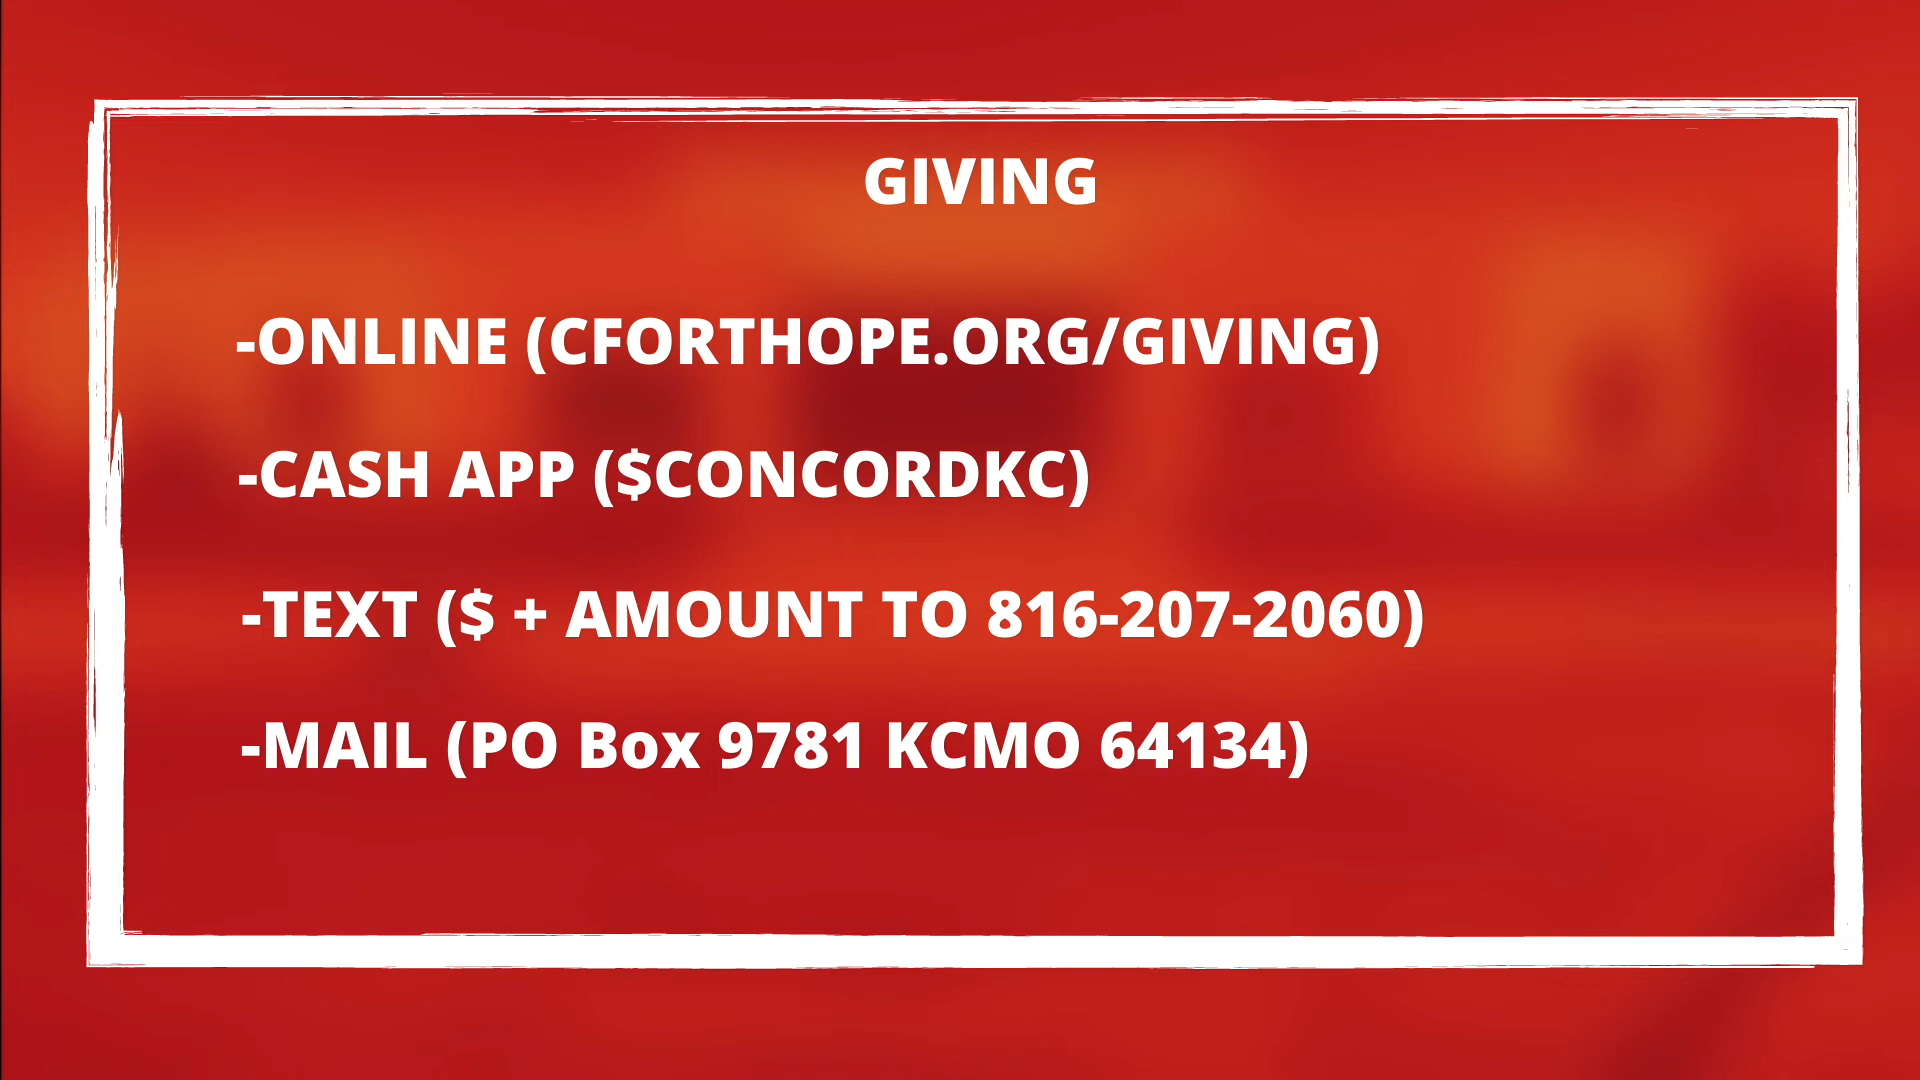 GIVING
-ONLINE (CFORTHOPE.ORG/GIVING)
-CASH APP ($CONCORDKC)
-TEXT ($ + AMOUNT TO 816-207-2060)
-MAIL (PO Box 9781 KCMO 64134)